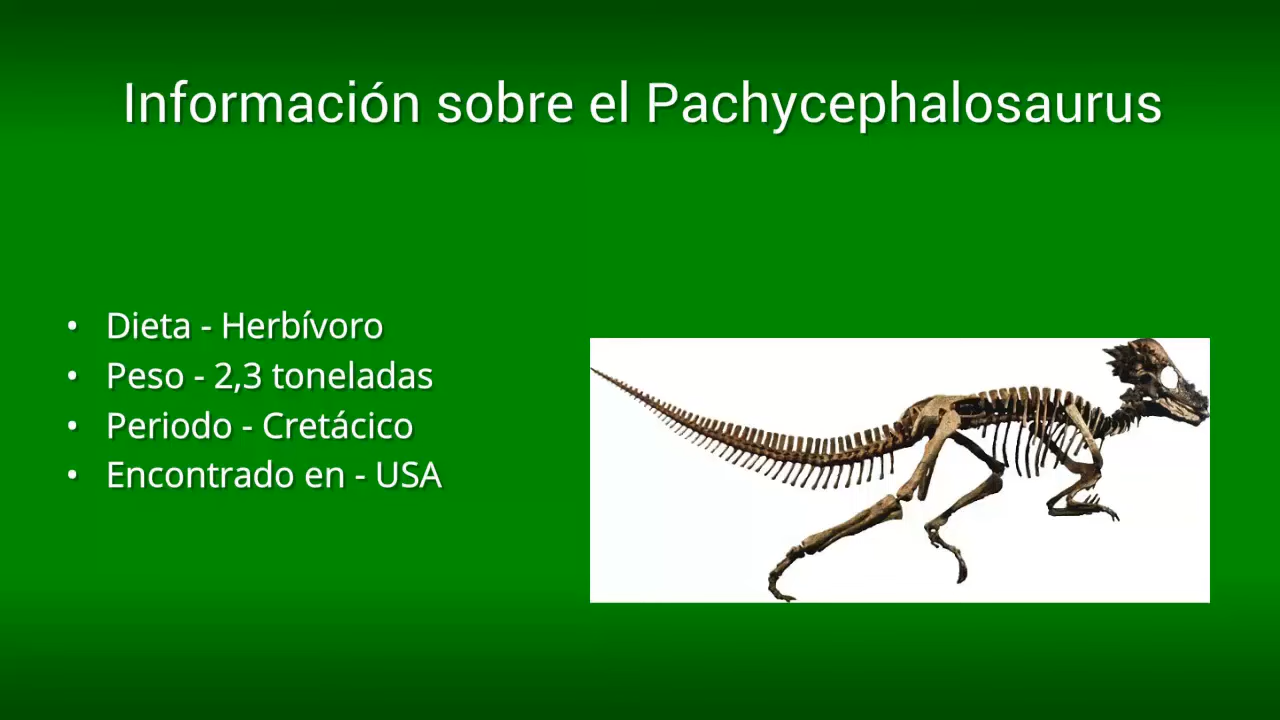 Información sobre el Pachycephalosaurus
• Dieta - Herbívoro
• Peso - 2,3 toneladas
• Periodo - Cretácico
• Encontrado en - USA